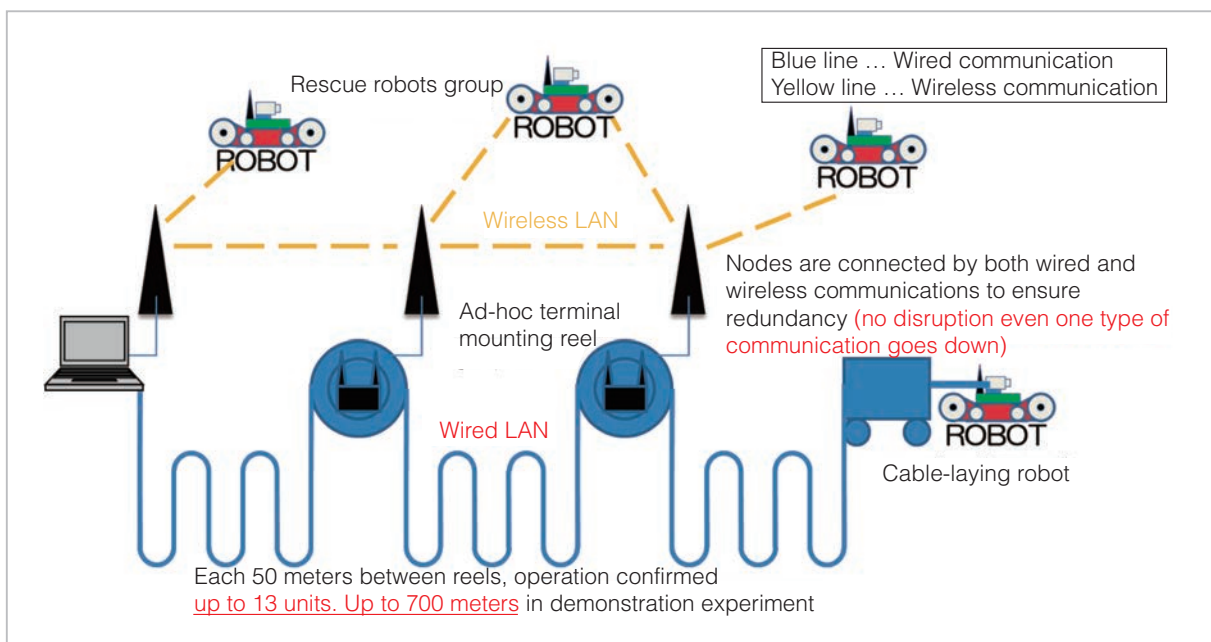 Blue line … Wired communication
Yellow line … Wireless communication
Rescue robots group
ROBOT
ROBOT
ROBOT
Wireless LAN
Nodes are connected by both wired and
wireless communications to ensure
redundancy (no disruption even one type of
communication goes down)
Ad-hoc terminal
mounting reel
Wired LAN
ROBOT
Cable-laying robot
Each 50 meters between reels, operation confirmed
up to 13 units. Up to 700 meters in demonstration experiment